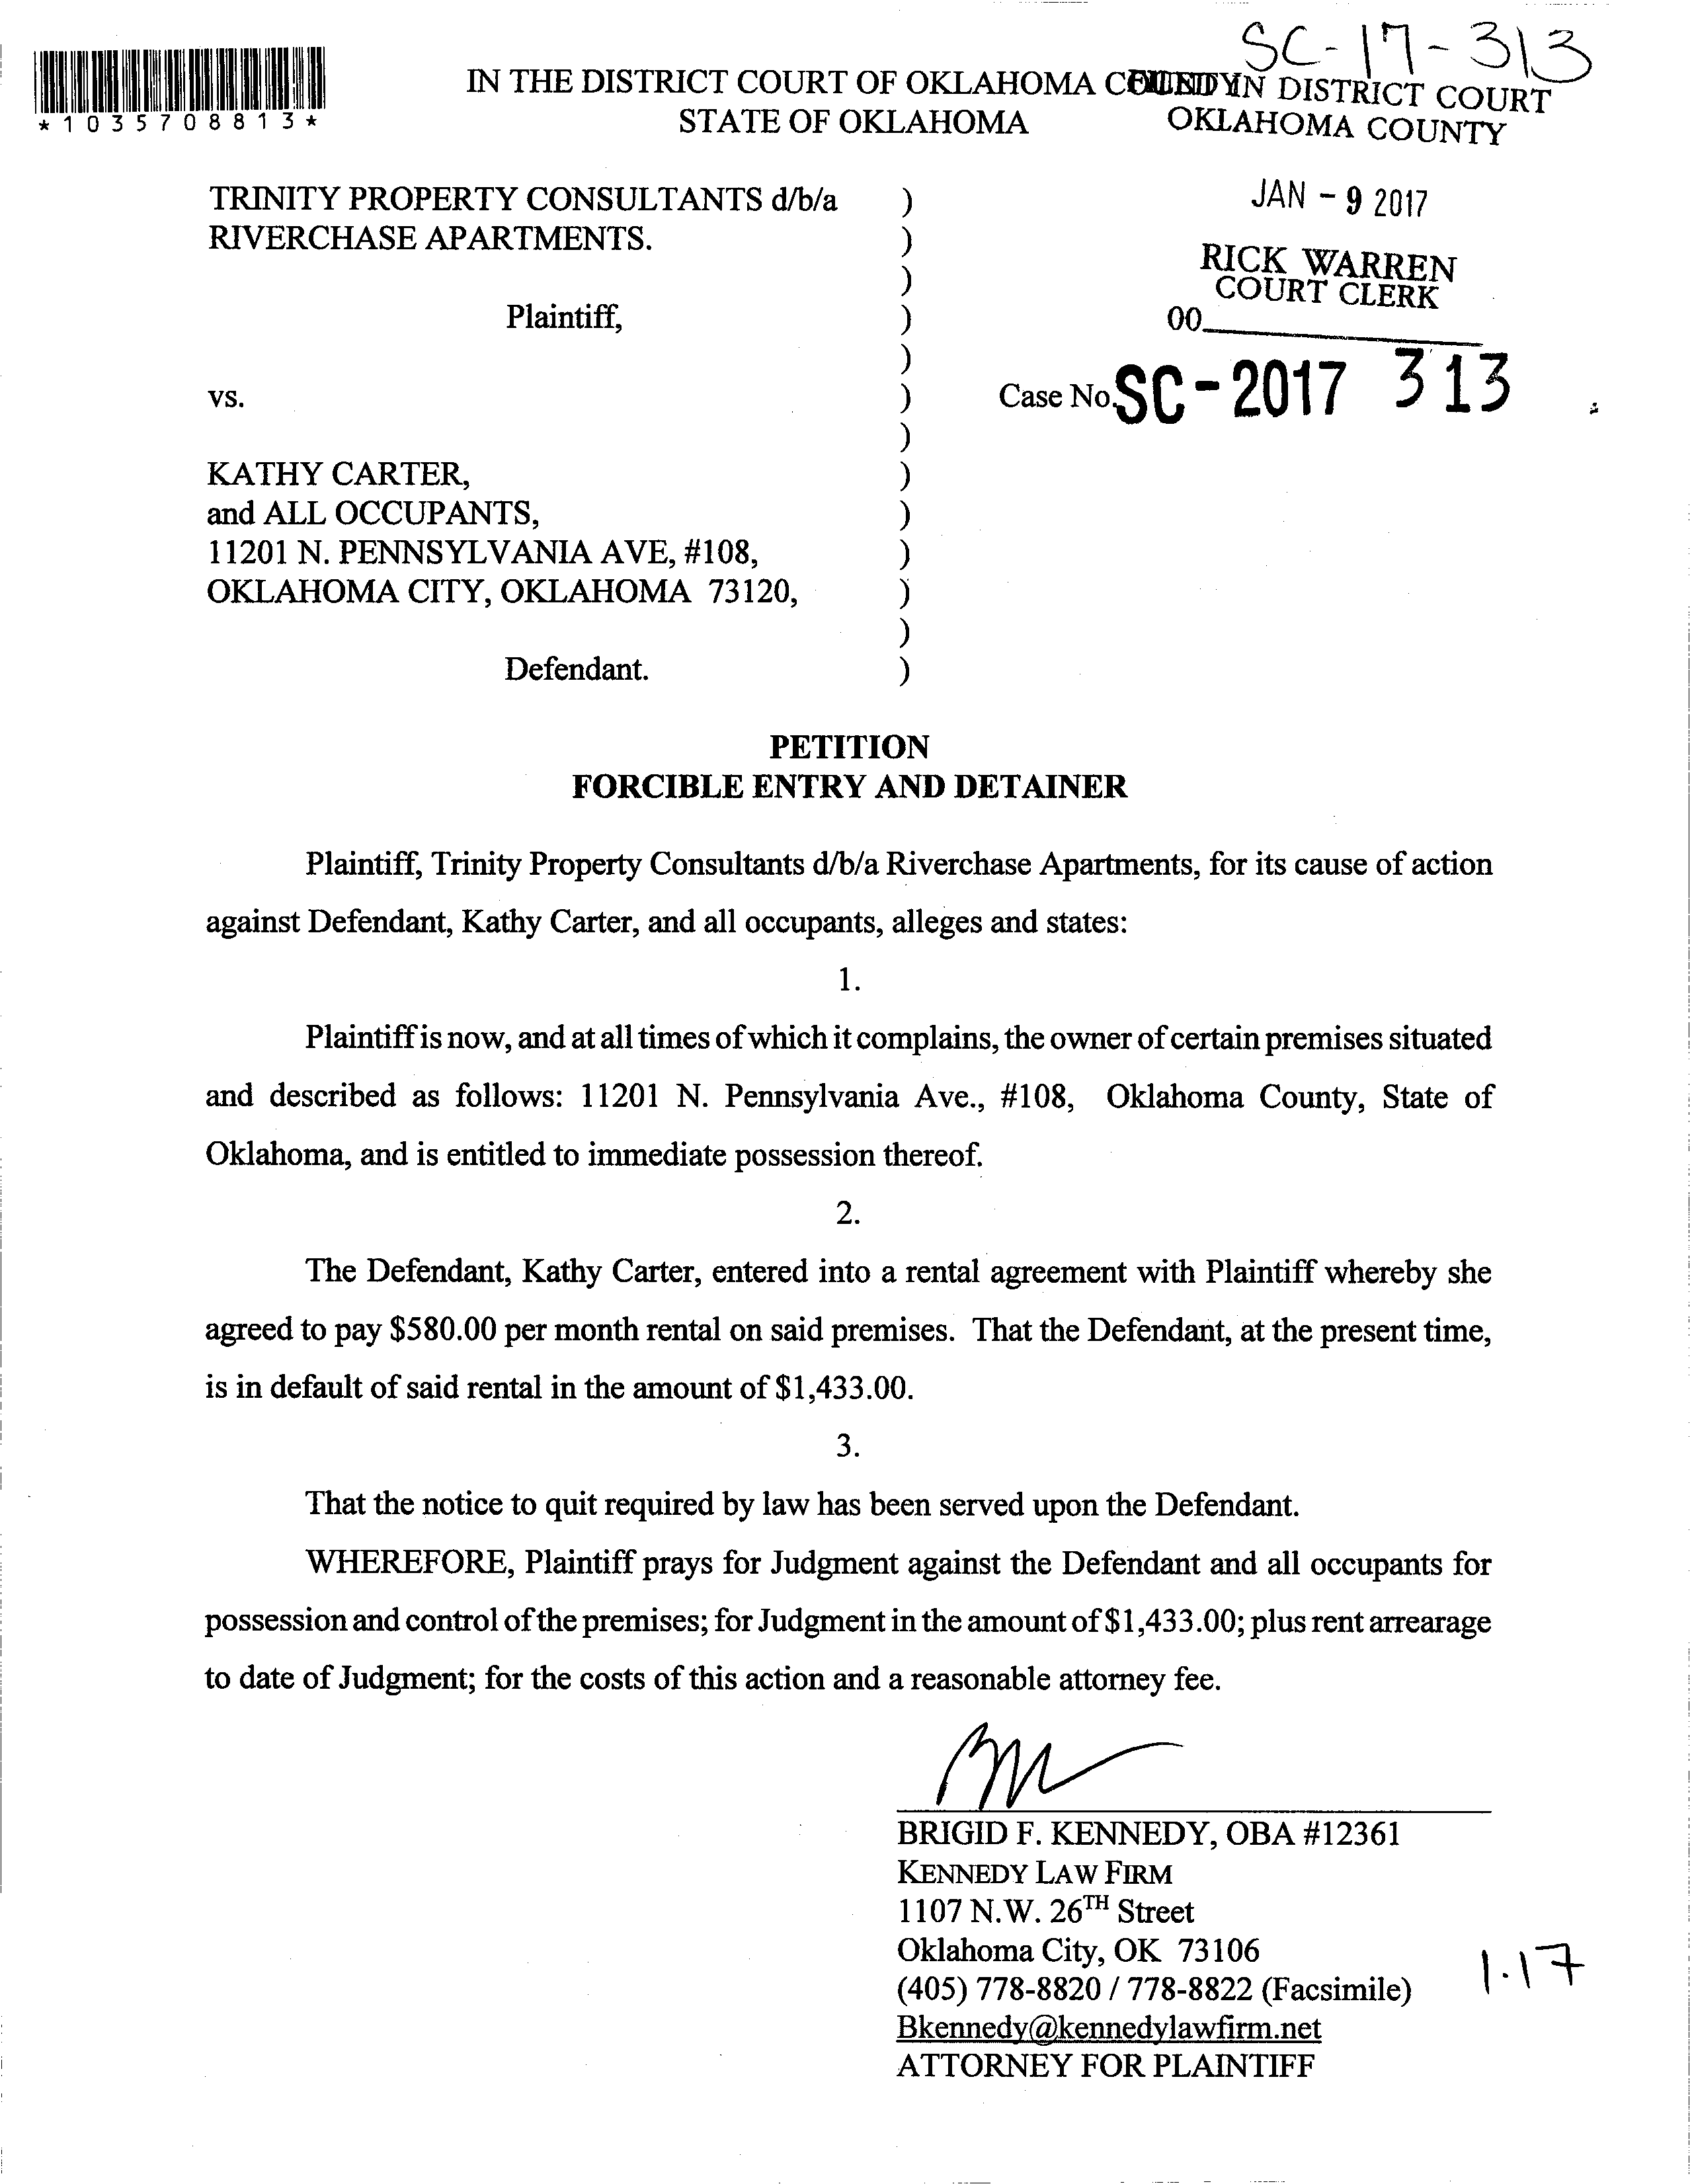 SC-17-313
*1035708813*
IN THE DISTRICT COURT OF OKLAHOMA COUNTY
STATE OF OKLAHOMA
FILED IN DISTRICT COURT
OKLAHOMA COUNTY
JAN - 9 2017
RICK WARREN
COURT CLERK
00
TRINITY PROPERTY CONSULTANTS d/b/a )
RIVERCHASE APARTMENTS. )
)
Plaintiff, )
)
vs. ) Case No. SC-2017 313
)
KATHY CARTER, )
and ALL OCCUPANTS, )
11201 N. PENNSYLVANIA AVE, #108, )
OKLAHOMA CITY, OKLAHOMA 73120, )
)
Defendant. )
PETITION
FORCIBLE ENTRY AND DETAINER
Plaintiff, Trinity Property Consultants d/b/a Riverchase Apartments, for its cause of action
against Defendant, Kathy Carter, and all occupants, alleges and states:
1.
Plaintiff is now, and at all times of which it complains, the owner of certain premises situated
and described as follows: 11201 N. Pennsylvania Ave., #108, Oklahoma County, State of
Oklahoma, and is entitled to immediate possession thereof.
2.
The Defendant, Kathy Carter, entered into a rental agreement with Plaintiff whereby she
agreed to pay $580.00 per month rental on said premises. That the Defendant, at the present time,
is in default of said rental in the amount of $1,433.00.
3.
That the notice to quit required by law has been served upon the Defendant.
WHEREFORE, Plaintiff prays for Judgment against the Defendant and all occupants for
possession and control of the premises; for Judgment in the amount of $1,433.00; plus rent arrearage
to date of Judgment; for the costs of this action and a reasonable attorney fee.
BRIGID F. KENNEDY, OBA #12361
KENNEDY LAW FIRM
1107 N.W. 26TH Street
Oklahoma City, OK 73106
(405) 778-8820 / 778-8822 (Facsimile)
Bkennedy@kennedylawfirm.net
ATTORNEY FOR PLAINTIFF
1.17